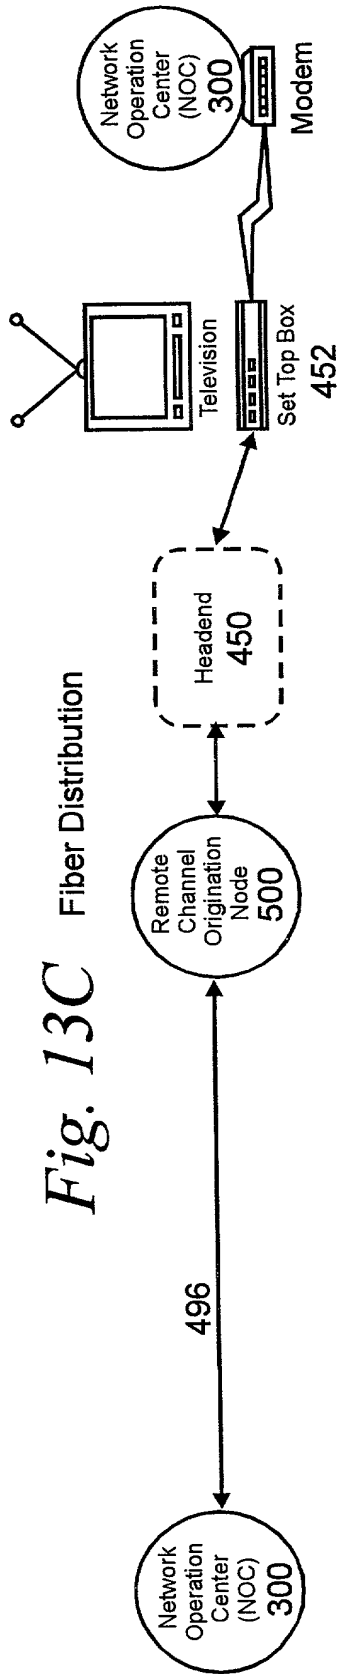 Fig. 13C
Fiber Distribution
Network
Operation
Center
(NOC)
300
496
Remote
Channel
Origination
Node
500
Headend
450
Television
Set Top Box
452
Network
Operation
Center
(NOC)
300
Modem